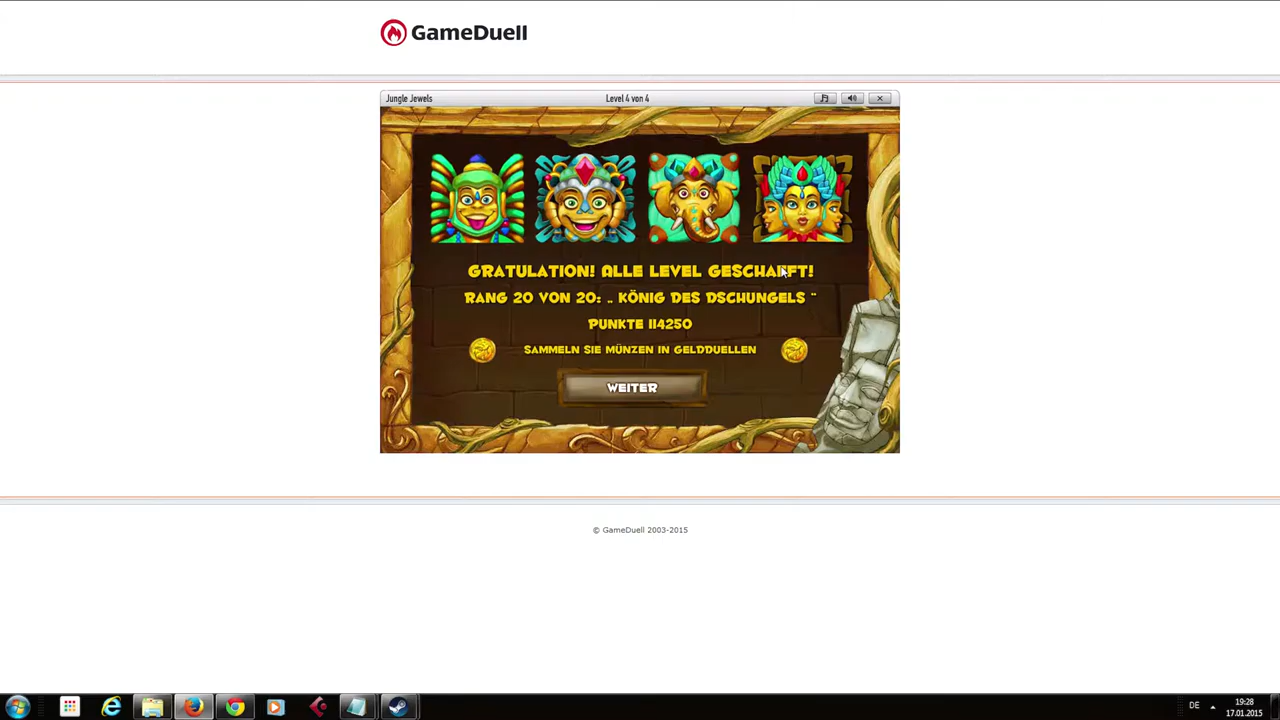 GameDuell
Jungle Jewels
Level 4 von 4
GRATULATION! ALLE LEVEL GESCHAFFT!
RANG 20 VON 20: „ KÖNIG DES DSCHUNGELS “
PUNKTE 114250
SAMMELN SIE MÜNZEN IN GELDDUELLEN
WEITER
© GameDuell 2003-2015
DE
19:28
17.01.2015